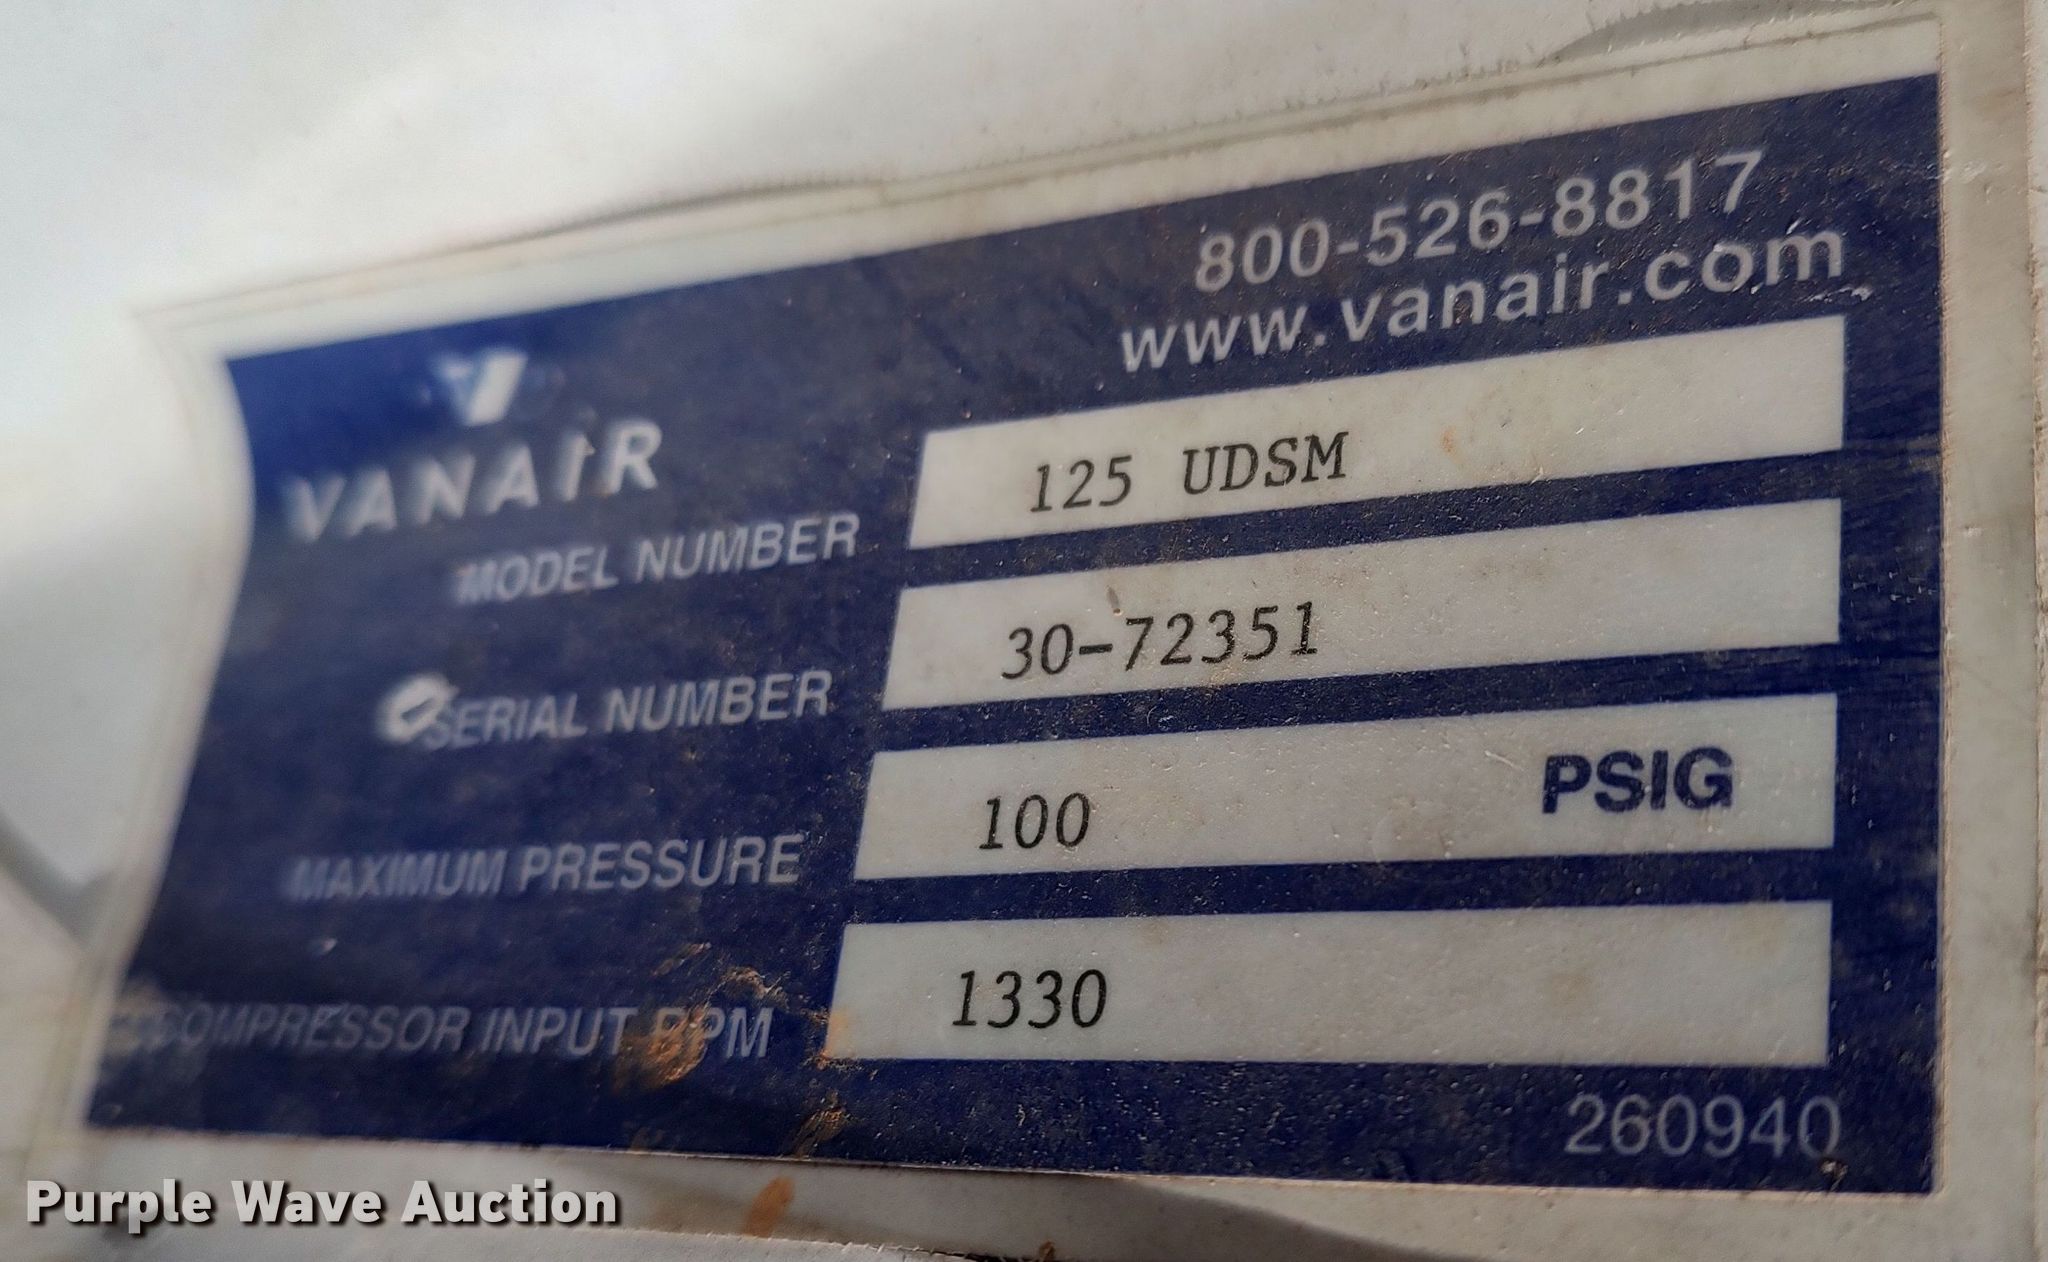 800-526-8817
www.vanair.com
VANAIR
MODEL NUMBER 125 UDSM
SERIAL NUMBER 30-72351
MAXIMUM PRESSURE 100 PSIG
COMPRESSOR INPUT RPM 1330
260940
Purple Wave Auction